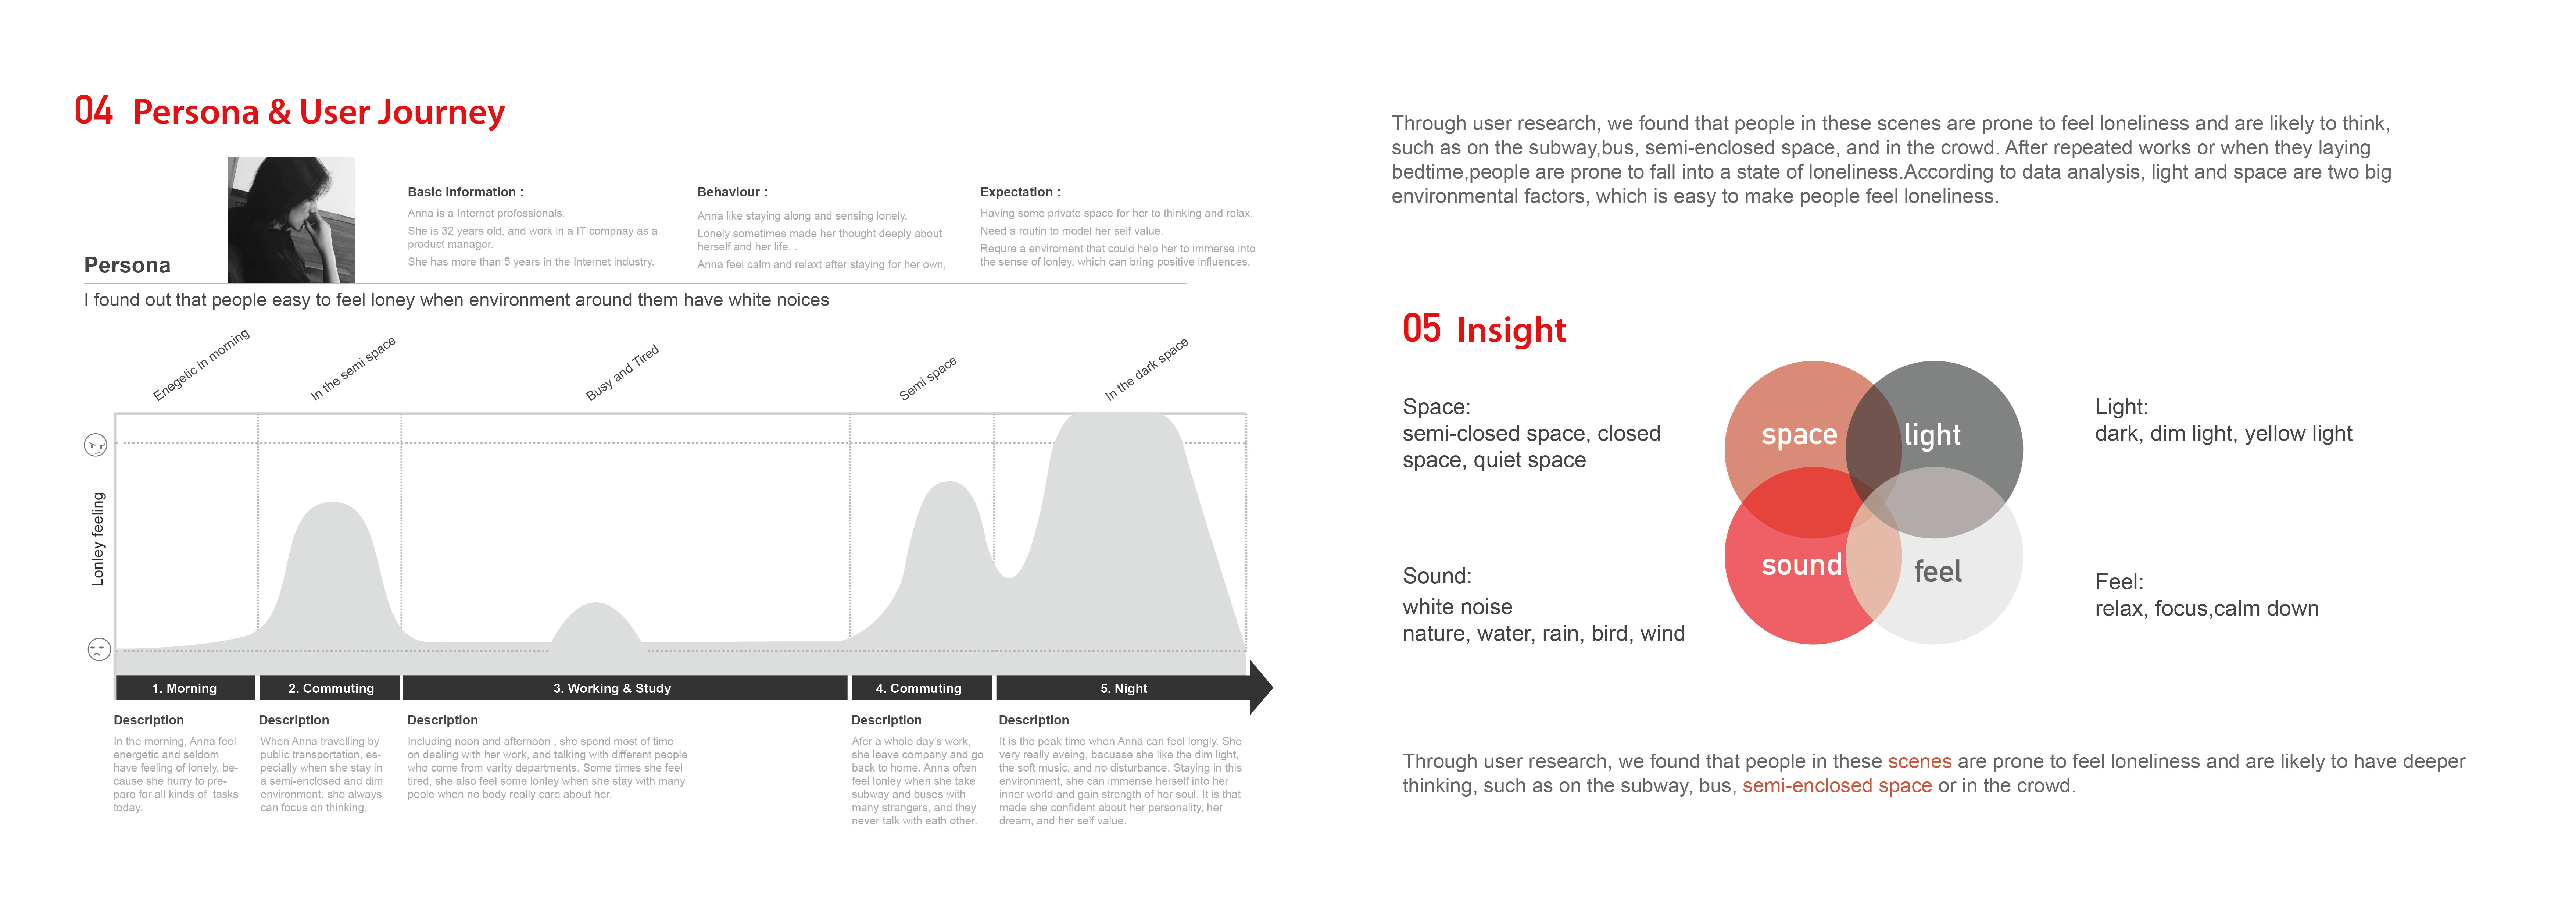 04 Persona & User Journey
Persona
Basic information :
Anna is a Internet professionals.
She is 32 years old, and work in a IT compnay as a
product manager.
She has more than 5 years in the Internet industry.
Behaviour :
Anna like staying along and sensing lonely.
Lonely sometimes made her thought deeply about
herself and her life. .
Anna feel calm and relaxt after staying for her own,
Expectation :
Having some private space for her to thinking and relax.
Need a routin to model her self value.
Requre a enviroment that could help her to immerse into
the sense of lonley, which can bring positive influences.
I found out that people easy to feel loney when environment around them have white noices
Enegetic in morning
In the semi space
Busy and Tired
Semi space
In the dark space
Lonley feeling
1. Morning
2. Commuting
3. Working & Study
4. Commuting
5. Night
Description
In the morning, Anna feel
energetic and seldom
have feeling of lonely, be-
cause she hurry to pre-
pare for all kinds of tasks
today.
Description
When Anna travelling by
public transportation, es-
pecially when she stay in
a semi-enclosed and dim
environment, she always
can focus on thinking.
Description
Including noon and afternoon , she spend most of time
on dealing with her work, and talking with different people
who come from varity departments. Some times she feel
tired, she also feel some lonley when she stay with many
peole when no body really care about her.
Description
Afer a whole day's work,
she leave company and go
back to home. Anna often
feel lonley when she take
subway and buses with
many strangers, and they
never talk with eath other.
Description
It is the peak time when Anna can feel longly. She
very really eveing, bacuase she like the dim light,
the soft music, and no disturbance. Staying in this
environment, she can immense herself into her
inner world and gain strength of her soul. It is that
made she confident about her personality, her
dream, and her self value.
Through user research, we found that people in these scenes are prone to feel loneliness and are likely to think,
such as on the subway,bus, semi-enclosed space, and in the crowd. After repeated works or when they laying
bedtime,people are prone to fall into a state of loneliness.According to data analysis, light and space are two big
environmental factors, which is easy to make people feel loneliness.
05 Insight
Space:
semi-closed space, closed
space, quiet space
Sound:
white noise
nature, water, rain, bird, wind
space
light
sound
feel
Light:
dark, dim light, yellow light
Feel:
relax, focus,calm down
Through user research, we found that people in these scenes are prone to feel loneliness and are likely to have deeper
thinking, such as on the subway, bus, semi-enclosed space or in the crowd.